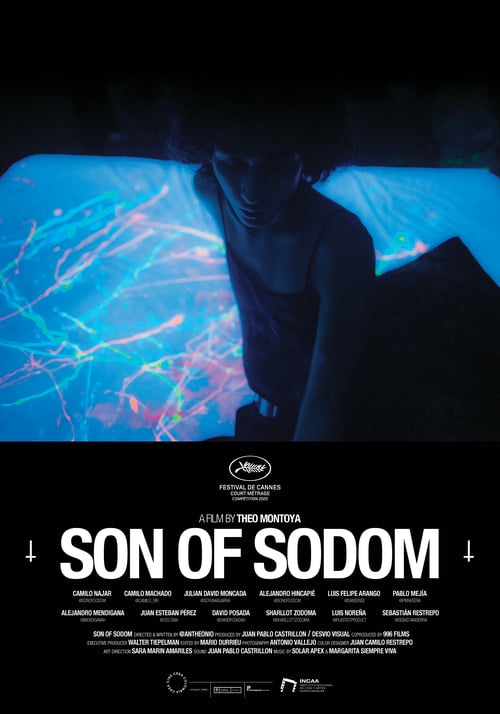 FESTIVAL DE CANNES
COURT MÉTRAGE
A FILM BY THEO MONTOYA
SON OF SODOM
CAMILO NAJAR CAMILO MACHADO JULIAN DAVID MONCADA ALEJANDRO HINCAPIÉ LUIS FELIPE ARANGO PABLO MEJÍA
@SONOFSODOM @CAMILO_MH
ALEJANDRO MENDIGANA JUAN ESTEBAN PÉREZ DAVID POSADA SHARLLOT ZODOMA LUIS NOREÑA SEBASTIÁN RESTREPO
SON OF SODOM DIRECTED & WRITTEN BY @ANTHEONIO PRODUCED BY JUAN PABLO CASTRILLON / DESVIO VISUAL COPRODUCED BY 996 FILMS
EXECUTIVE PRODUCER WALTER TIEPELMAN EDITED BY MARIO DURRIEU PHOTOGRAPHY ANTONIO VALLEJO COLOR DESIGNER JUAN CAMILO RESTREPO
ART DIRECTION SARA MARIN AMARILES SOUND JUAN PABLO CASTRILLON MUSIC BY SOLAR APEX & MARGARITA SIEMPRE VIVA
INCAA